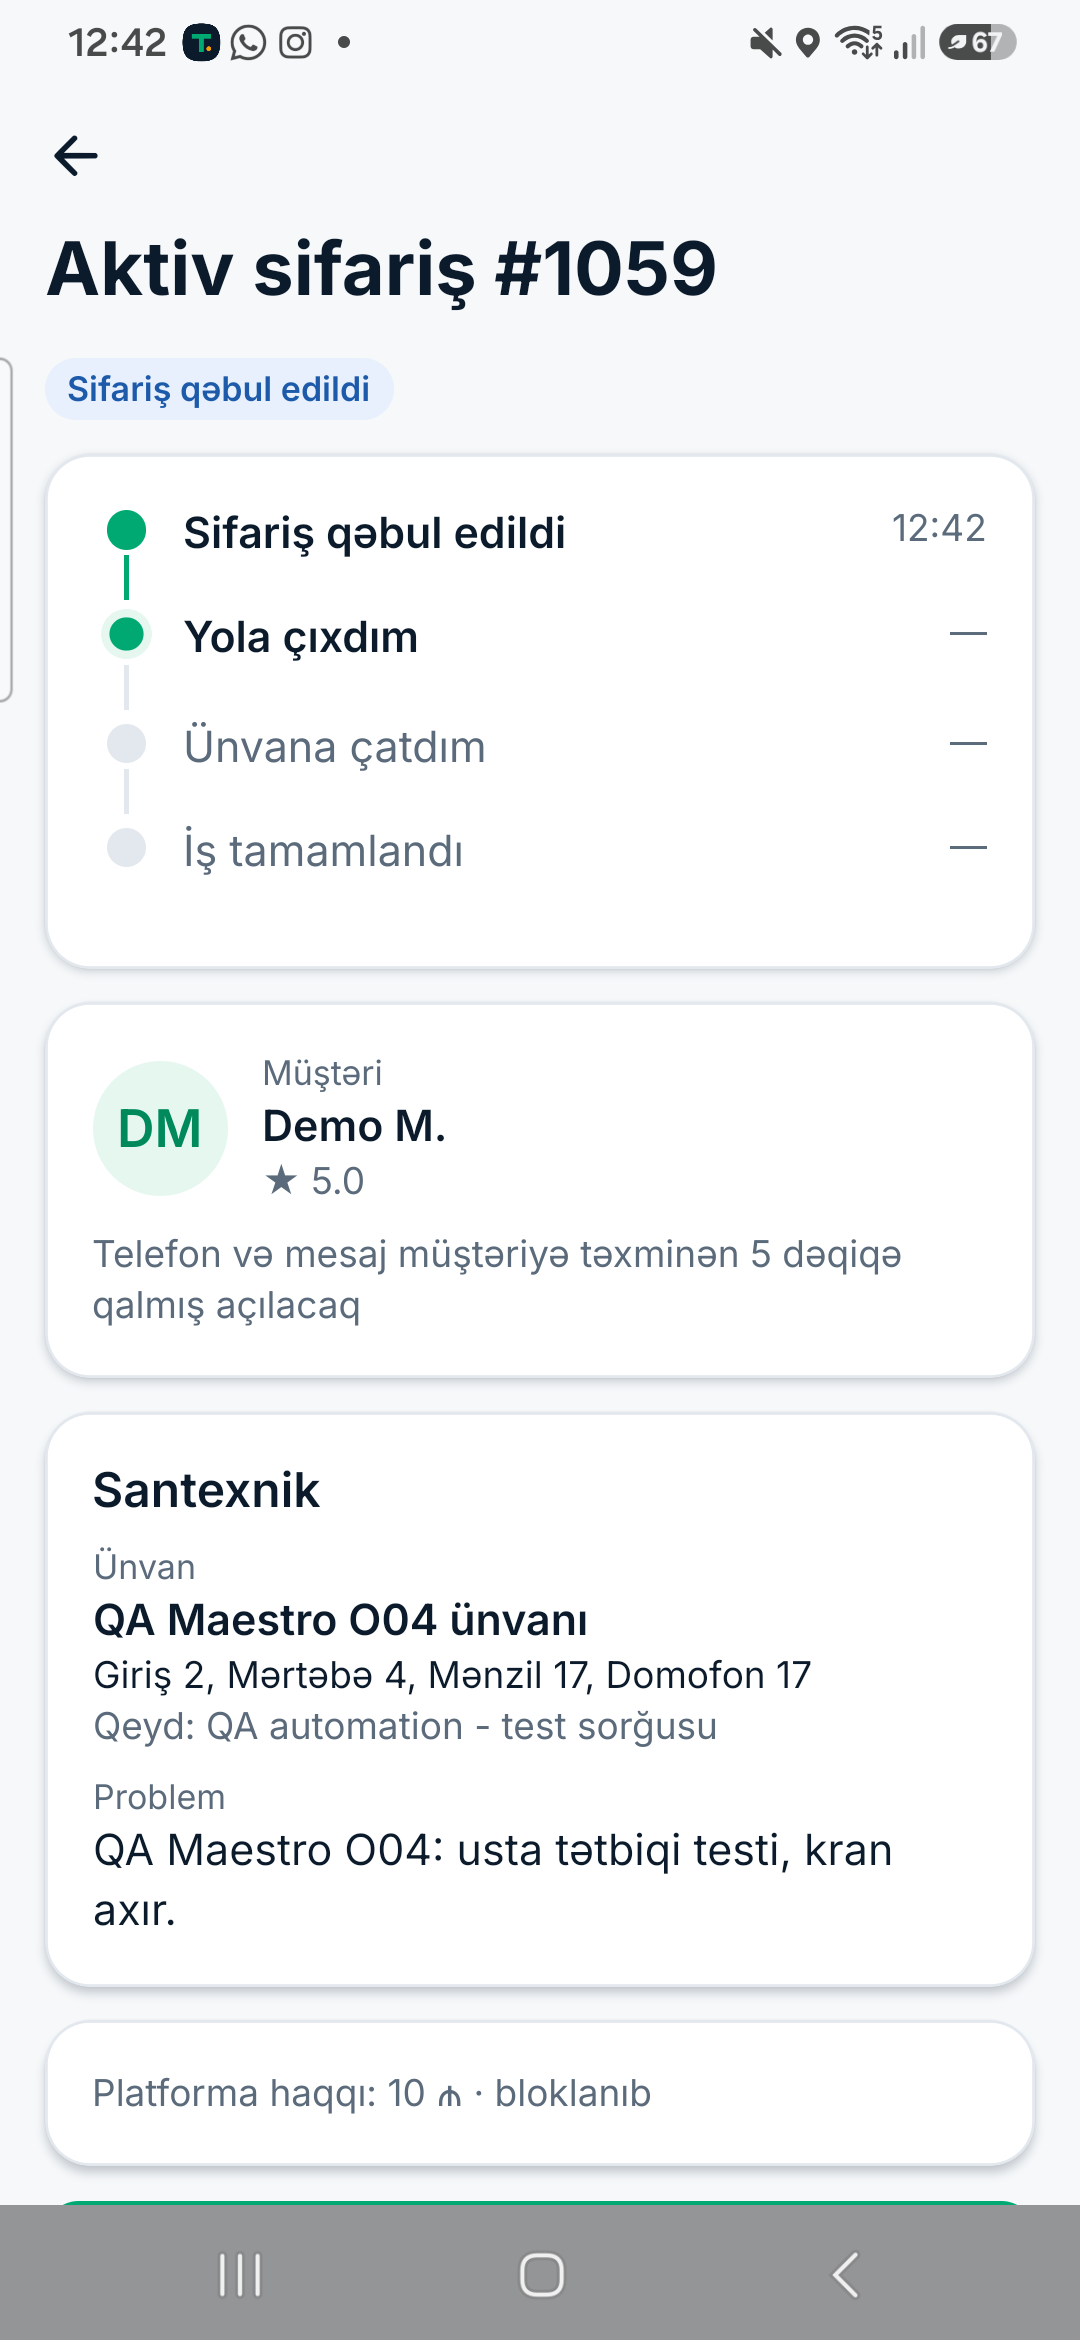 12:42
T.
5
67
Aktiv sifariş #1059
Sifariş qəbul edildi
Sifariş qəbul edildi 12:42
Yola çıxdım —
Ünvana çatdım —
İş tamamlandı —
DM
Müştəri
Demo M.
★ 5.0
Telefon və mesaj müştəriyə təxminən 5 dəqiqə
qalmış açılacaq
Santexnik
Ünvan
QA Maestro O04 ünvanı
Giriş 2, Mərtəbə 4, Mənzil 17, Domofon 17
Qeyd: QA automation - test sorğusu
Problem
QA Maestro O04: usta tətbiqi testi, kran
axır.
Platforma haqqı: 10 ₼ · bloklanıb